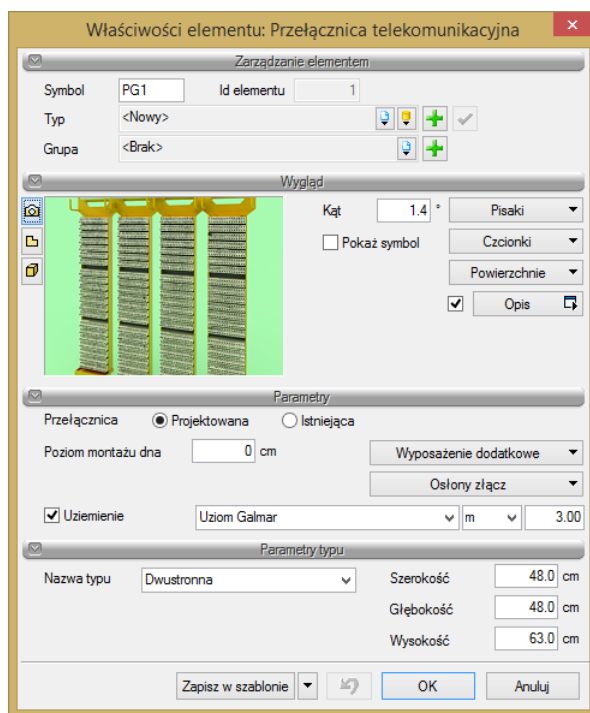 Właściwości elementu: Przełącznica telekomunikacyjna
Zarządzanie elementem
Symbol PG1 Id elementu 1
Typ <Nowy>
Grupa <Brak>
Wygląd
Kąt 1.4 ° Pisaki
Pokaż symbol Czcionki
Powierzchnie
Opis
Parametry
Przełącznica Projektowana Istniejąca
Poziom montażu dna 0 cm Wyposażenie dodatkowe
Osłony złącz
Uziemienie Uziom Galmar m 3.00
Parametry typu
Nazwa typu Dwustronna Szerokość 48.0 cm
Głębokość 48.0 cm
Wysokość 63.0 cm
Zapisz w szablonie OK Anuluj